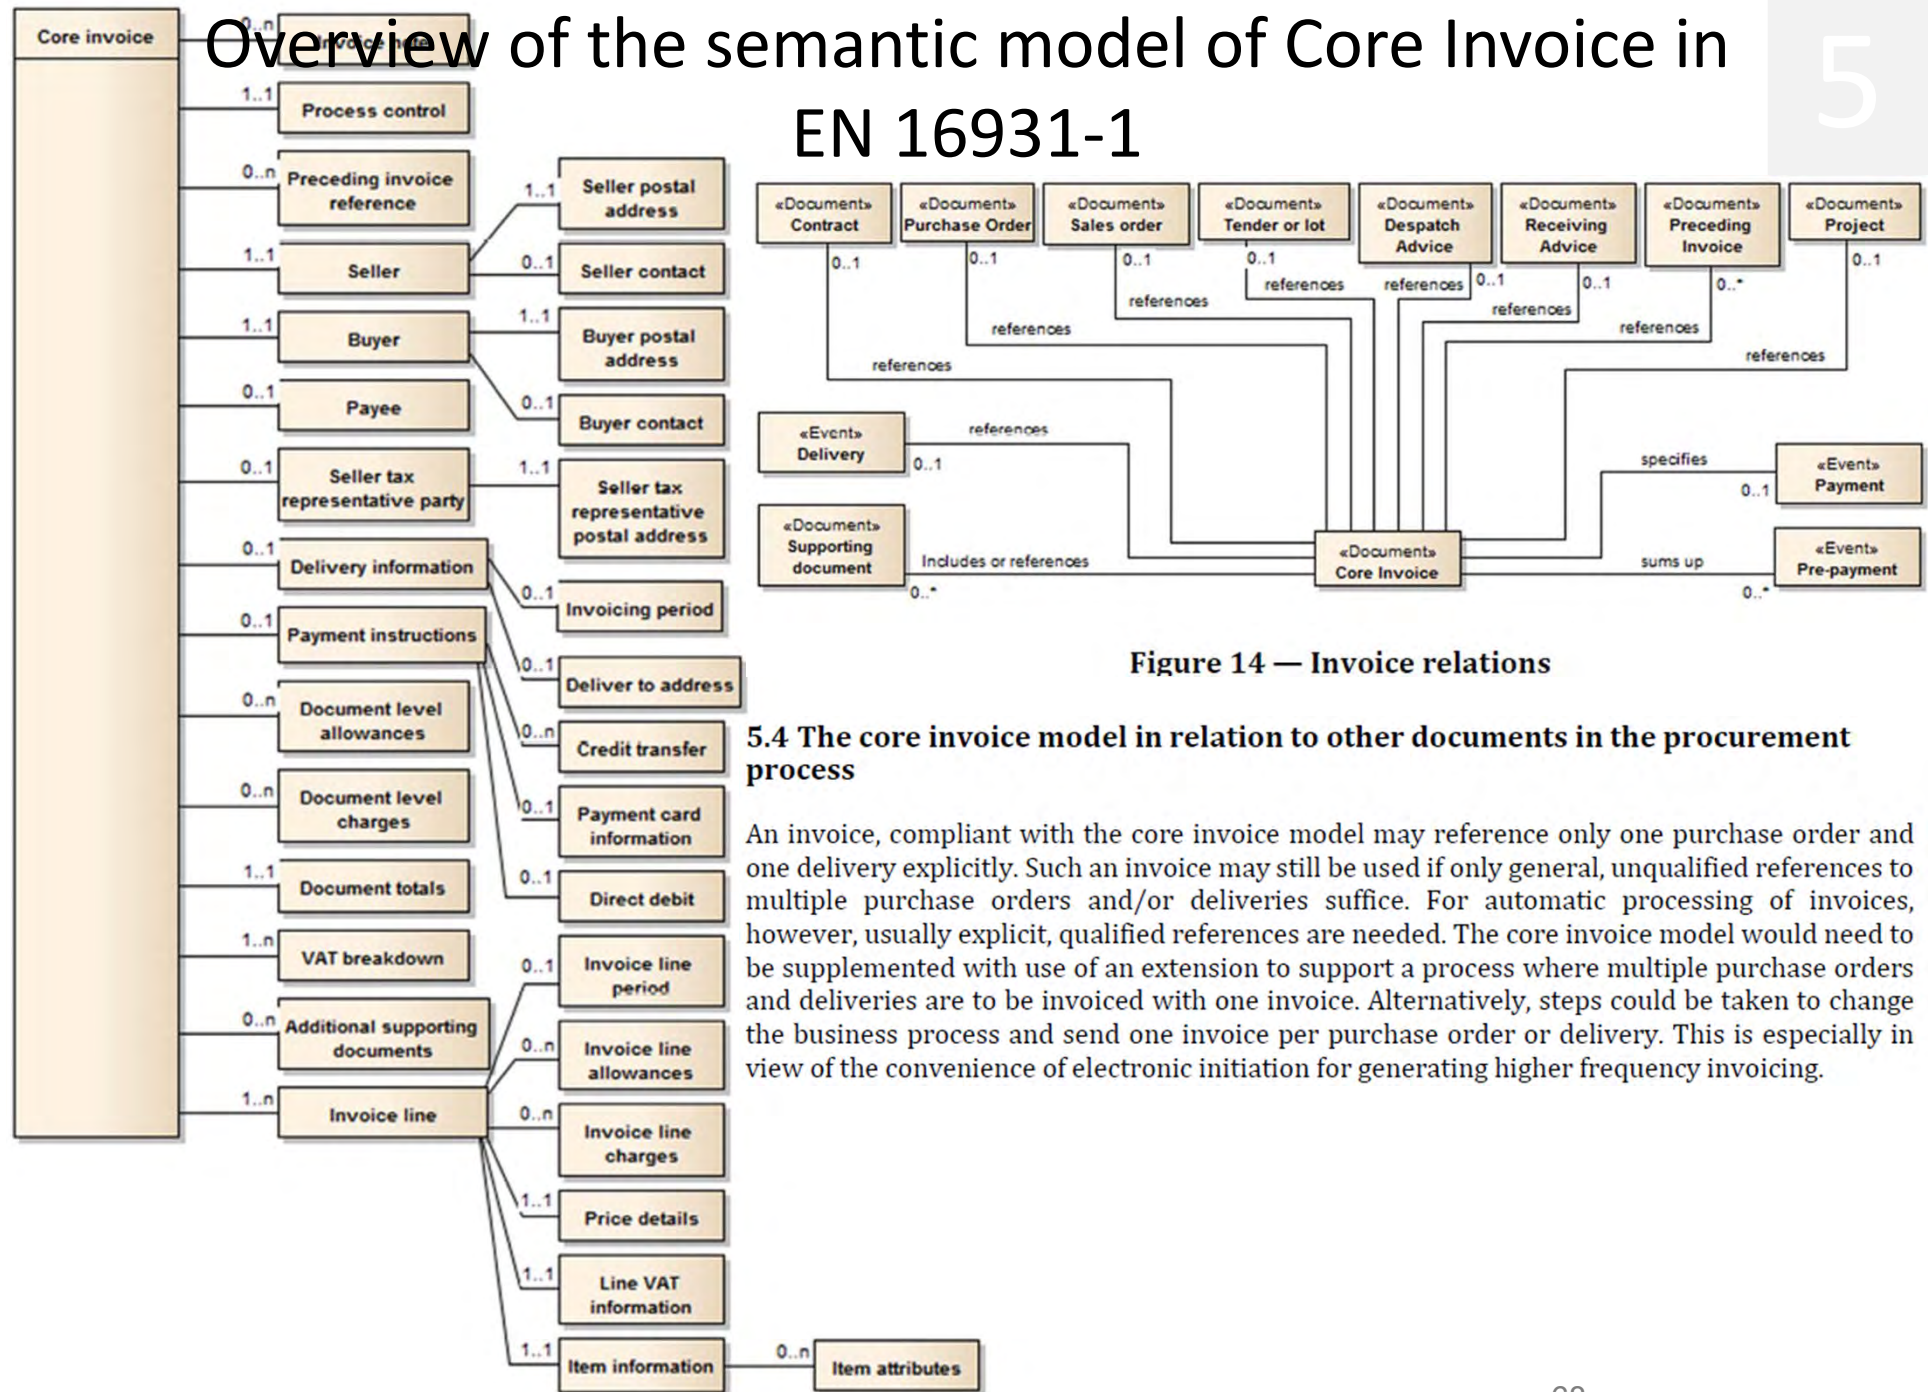 Overview of the semantic model of Core Invoice in
EN 16931-1
5
Core invoice
0..n
Invoice note
1..1
Process control
0..n
Preceding invoice
reference
1..1
Seller
1..1
Seller postal
address
0..1
Seller contact
1..1
Buyer
1..1
Buyer postal
address
0..1
Buyer contact
0..1
Payee
0..1
Seller tax
representative party
1..1
Seller tax
representative
postal address
0..1
Delivery information
0..1
Invoicing period
0..1
Deliver to address
0..1
Payment instructions
0..n
Credit transfer
0..1
Payment card
information
0..1
Direct debit
0..n
Document level
allowances
0..n
Document level
charges
1..1
Document totals
1..n
VAT breakdown
0..n
Additional supporting
documents
1..n
Invoice line
0..1
Invoice line
period
0..n
Invoice line
allowances
0..n
Invoice line
charges
1..1
Price details
1..1
Line VAT
information
1..1
Item information
0..n
Item attributes
«Document»
Contract
0..1
references
«Document»
Purchase Order
0..1
references
«Document»
Sales order
0..1
references
«Document»
Tender or lot
0..1
references
«Document»
Despatch
Advice
0..1
references
«Document»
Receiving
Advice
0..1
references
«Document»
Preceding
Invoice
0..*
references
«Document»
Project
0..1
references
«Event»
Delivery
0..1
references
«Document»
Supporting
document
0..*
Includes or references
«Document»
Core Invoice
specifies
0..1
«Event»
Payment
sums up
0..*
«Event»
Pre-payment
Figure 14 — Invoice relations
5.4 The core invoice model in relation to other documents in the procurement
process
An invoice, compliant with the core invoice model may reference only one purchase order and
one delivery explicitly. Such an invoice may still be used if only general, unqualified references to
multiple purchase orders and/or deliveries suffice. For automatic processing of invoices,
however, usually explicit, qualified references are needed. The core invoice model would need to
be supplemented with use of an extension to support a process where multiple purchase orders
and deliveries are to be invoiced with one invoice. Alternatively, steps could be taken to change
the business process and send one invoice per purchase order or delivery. This is especially in
view of the convenience of electronic initiation for generating higher frequency invoicing.